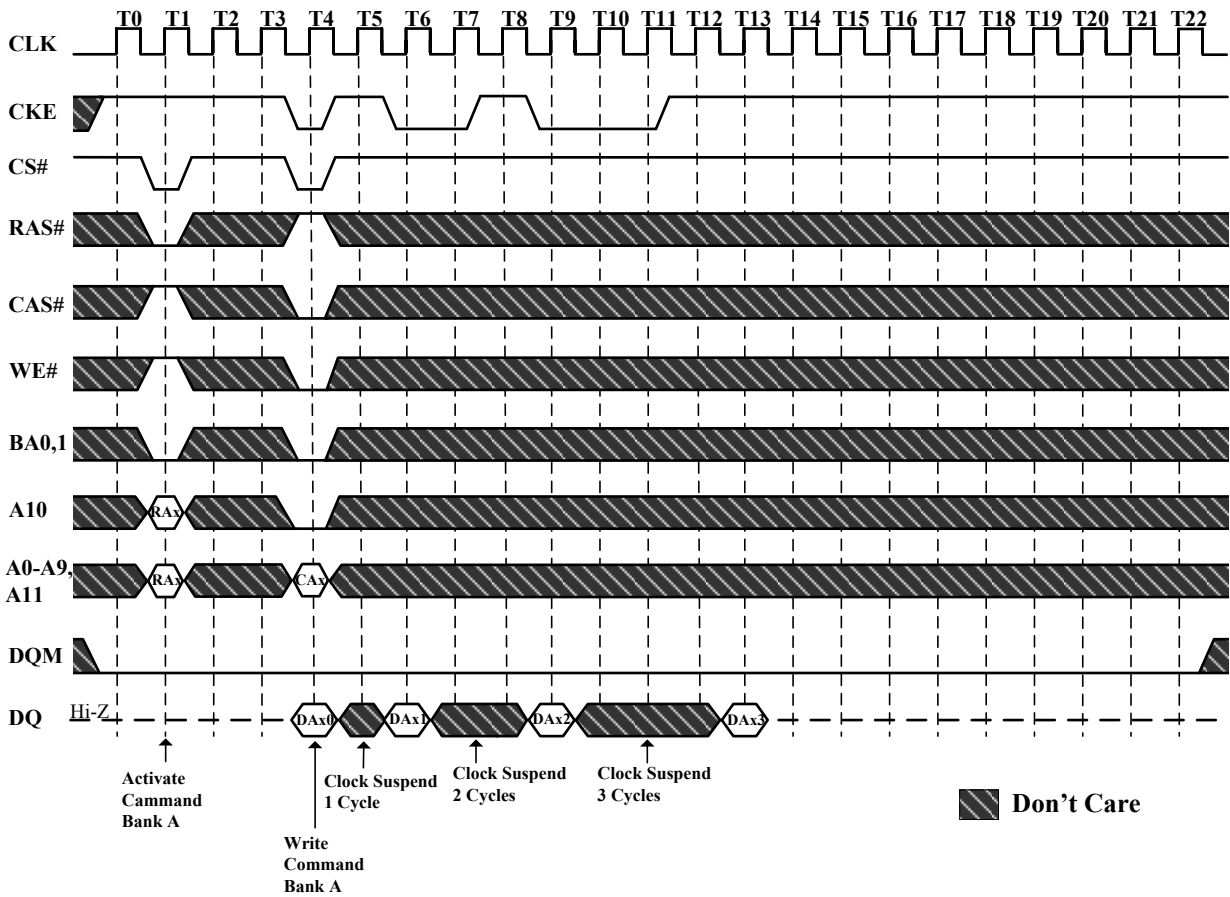 T0 T1 T2 T3 T4 T5 T6 T7 T8 T9 T10 T11 T12 T13 T14 T15 T16 T17 T18 T19 T20 T21 T22
CLK
CKE
CS#
RAS#
CAS#
WE#
BA0,1
A10
RAx
A0-A9,
A11
RAx
CAx
DQM
DQ
Hi-Z
DAx0
DAx1
DAx2
DAx3
Activate
Cammand
Bank A
Write
Command
Bank A
Clock Suspend
1 Cycle
Clock Suspend
2 Cycles
Clock Suspend
3 Cycles
Don't Care